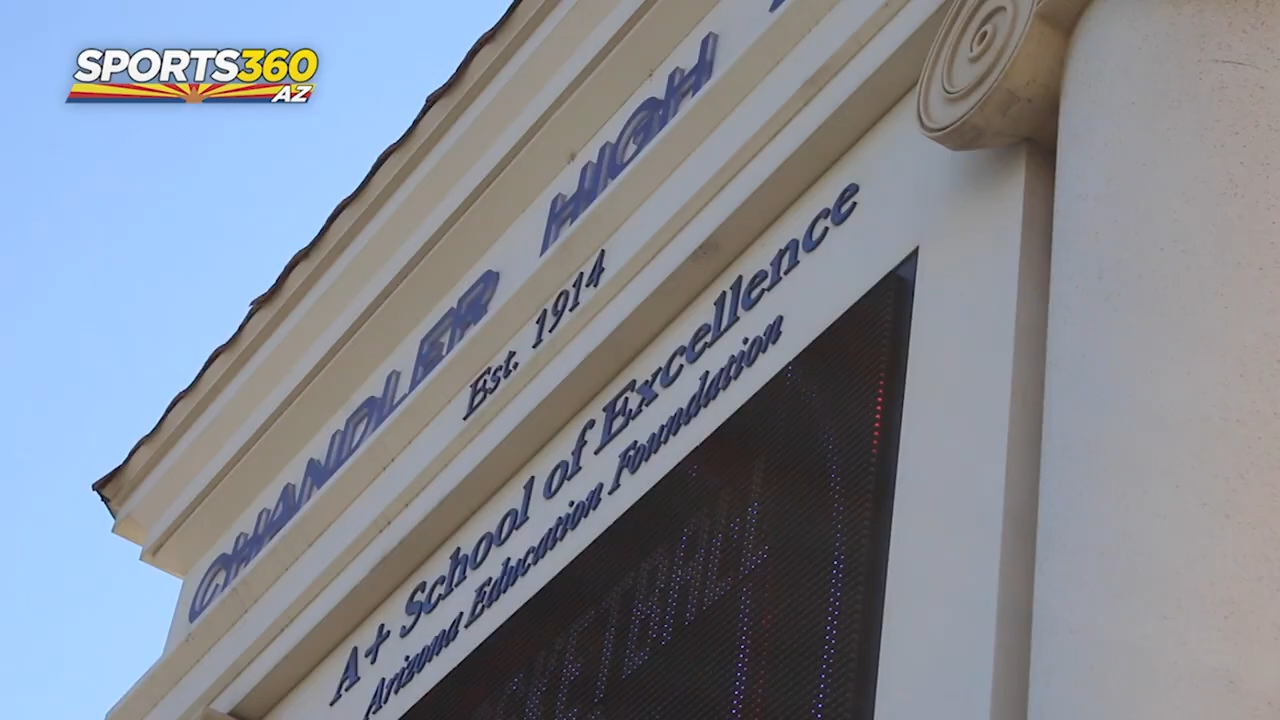 SPORTS360
AZ
CHANDLER HIGH
Est. 1914
A+ School of Excellence
Arizona Education Foundation